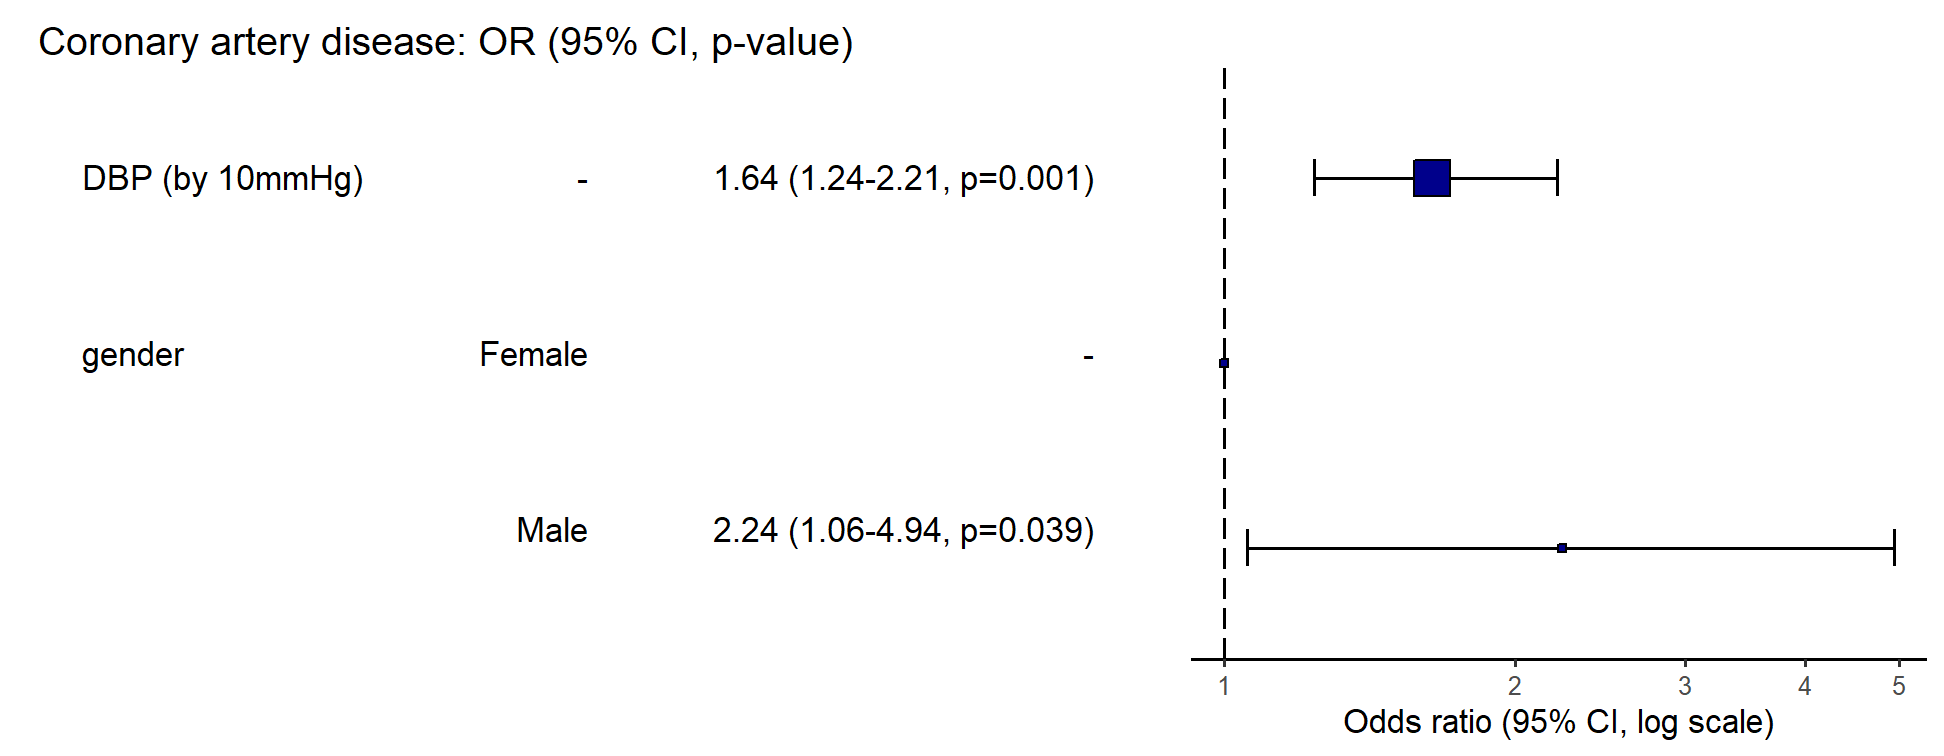 Coronary artery disease: OR (95% CI, p-value)
DBP (by 10mmHg) - 1.64 (1.24-2.21, p=0.001)
gender Female -
Male 2.24 (1.06-4.94, p=0.039)
1 2 3 4 5
Odds ratio (95% CI, log scale)